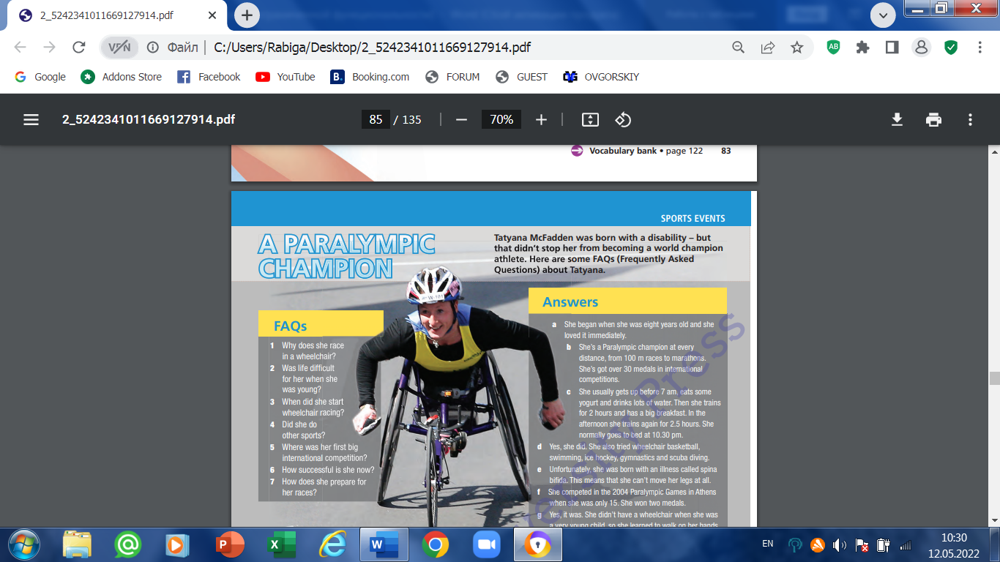 2_5242341011669127914.pdf
VPN
Файл | C:/Users/Rabiga/Desktop/2_5242341011669127914.pdf
AB
Google
Addons Store
Facebook
YouTube
B.
Booking.com
FORUM
GUEST
OVG
OVGORSKIY
2_5242341011669127914.pdf
85 / 135
70%
Vocabulary bank • page 122 83
SPORTS EVENTS
A PARALYMPIC
CHAMPION
Tatyana McFadden was born with a disability – but
that didn't stop her from becoming a world champion
athlete. Here are some FAQs (Frequently Asked
Questions) about Tatyana.
FAQs
1 Why does she race
in a wheelchair?
2 Was life difficult
for her when she
was young?
3 When did she start
wheelchair racing?
4 Did she do
other sports?
5 Where was her first big
international competition?
6 How successful is she now?
7 How does she prepare for
her races?
Answers
a She began when she was eight years old and she
loved it immediately.
b She's a Paralympic champion at every
distance, from 100 m races to marathons.
She's got over 30 medals in international
competitions.
c She usually gets up before 7 am, eats some
yogurt and drinks lots of water. Then she trains
for 2 hours and has a big breakfast. In the
afternoon she trains again for 2.5 hours. She
normally goes to bed at 10.30 pm.
d Yes, she did. She also tried wheelchair basketball,
swimming, ice hockey, gymnastics and scuba diving.
e Unfortunately, she was born with an illness called spina
bifida. This means that she can't move her legs at all.
f She competed in the 2004 Paralympic Games in Athens
when she was only 15. She won two medals.
g Yes, it was. She didn't have a wheelchair when she was
a very young child, so she learned to walk on her hands
versity Press
EN
10:30
12.05.2022